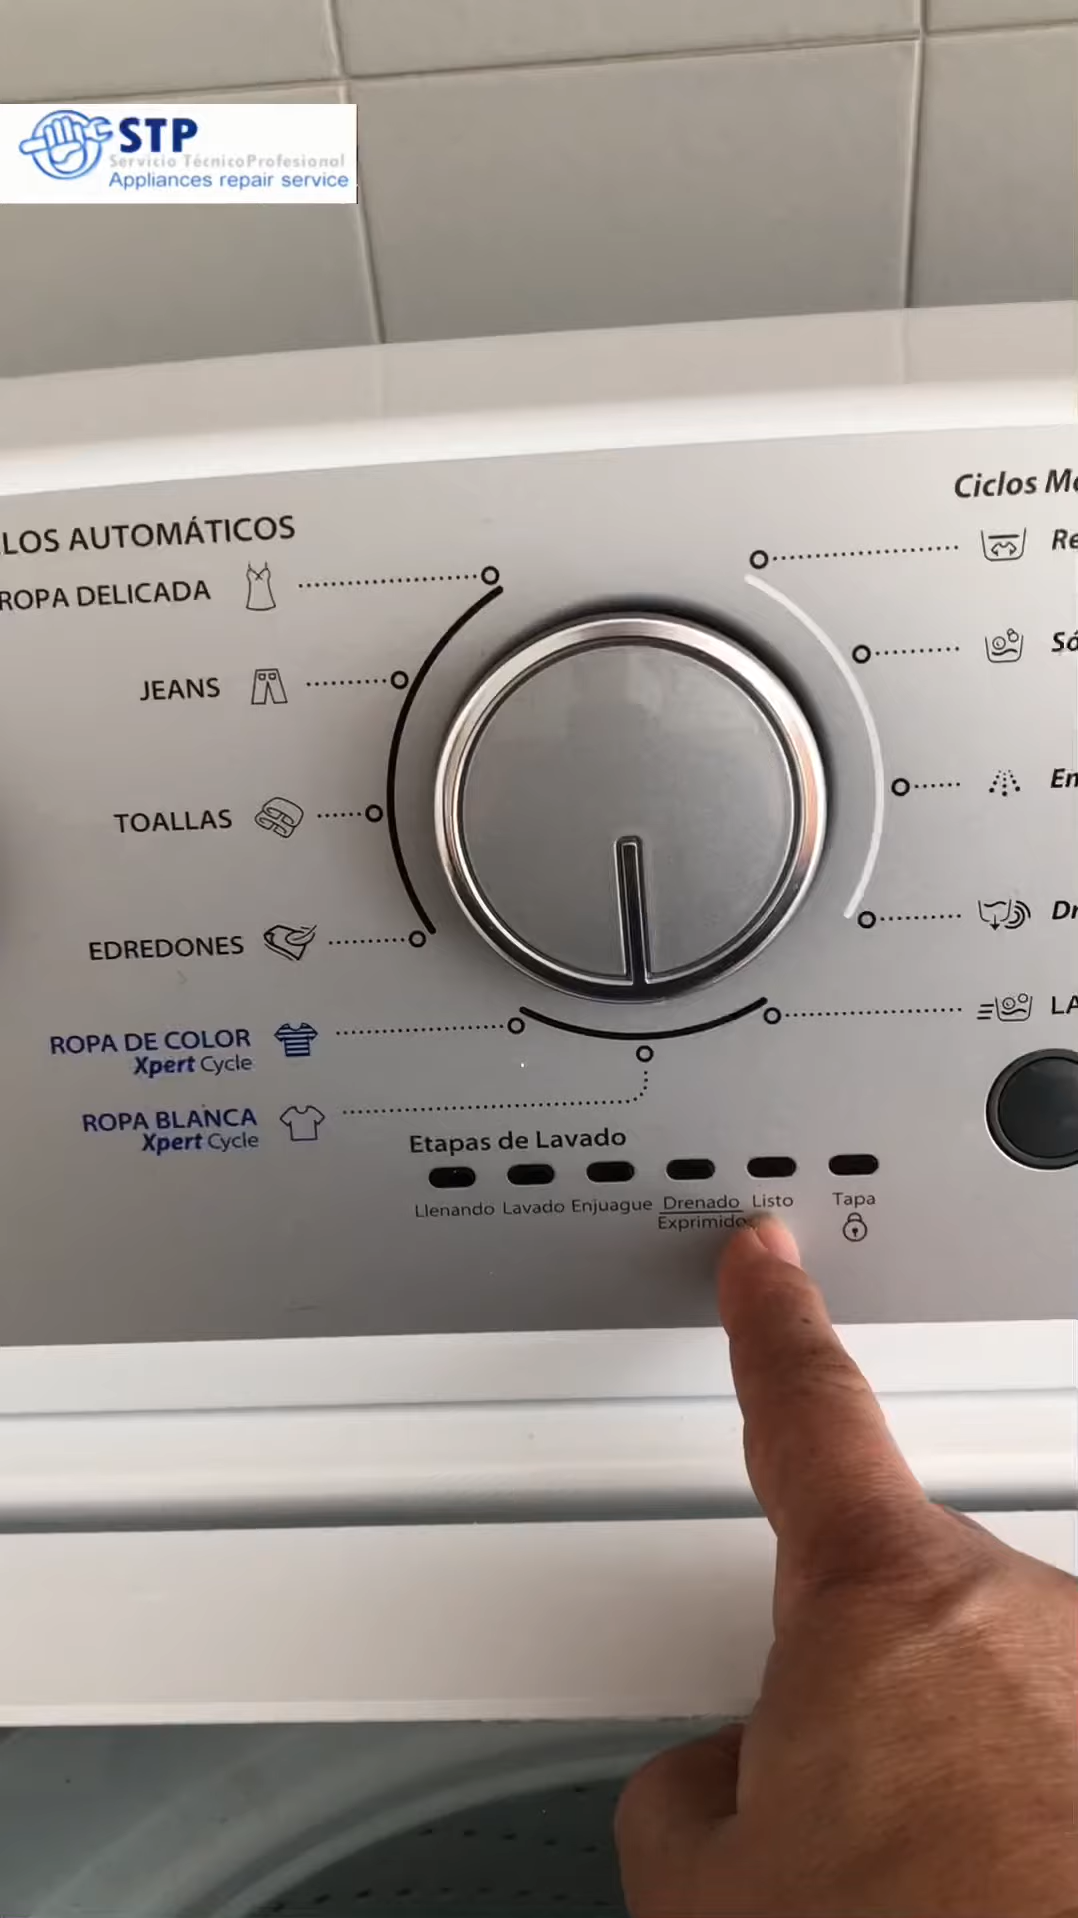 STP
Servicio Técnico Profesional
Appliances repair service
LOS AUTOMÁTICOS
ROPA DELICADA
JEANS
TOALLAS
EDREDONES
ROPA DE COLOR
Xpert Cycle
ROPA BLANCA
Xpert Cycle
Ciclos
Etapas de Lavado
Llenando Lavado Enjuague Drenado Listo Tapa
Exprimido